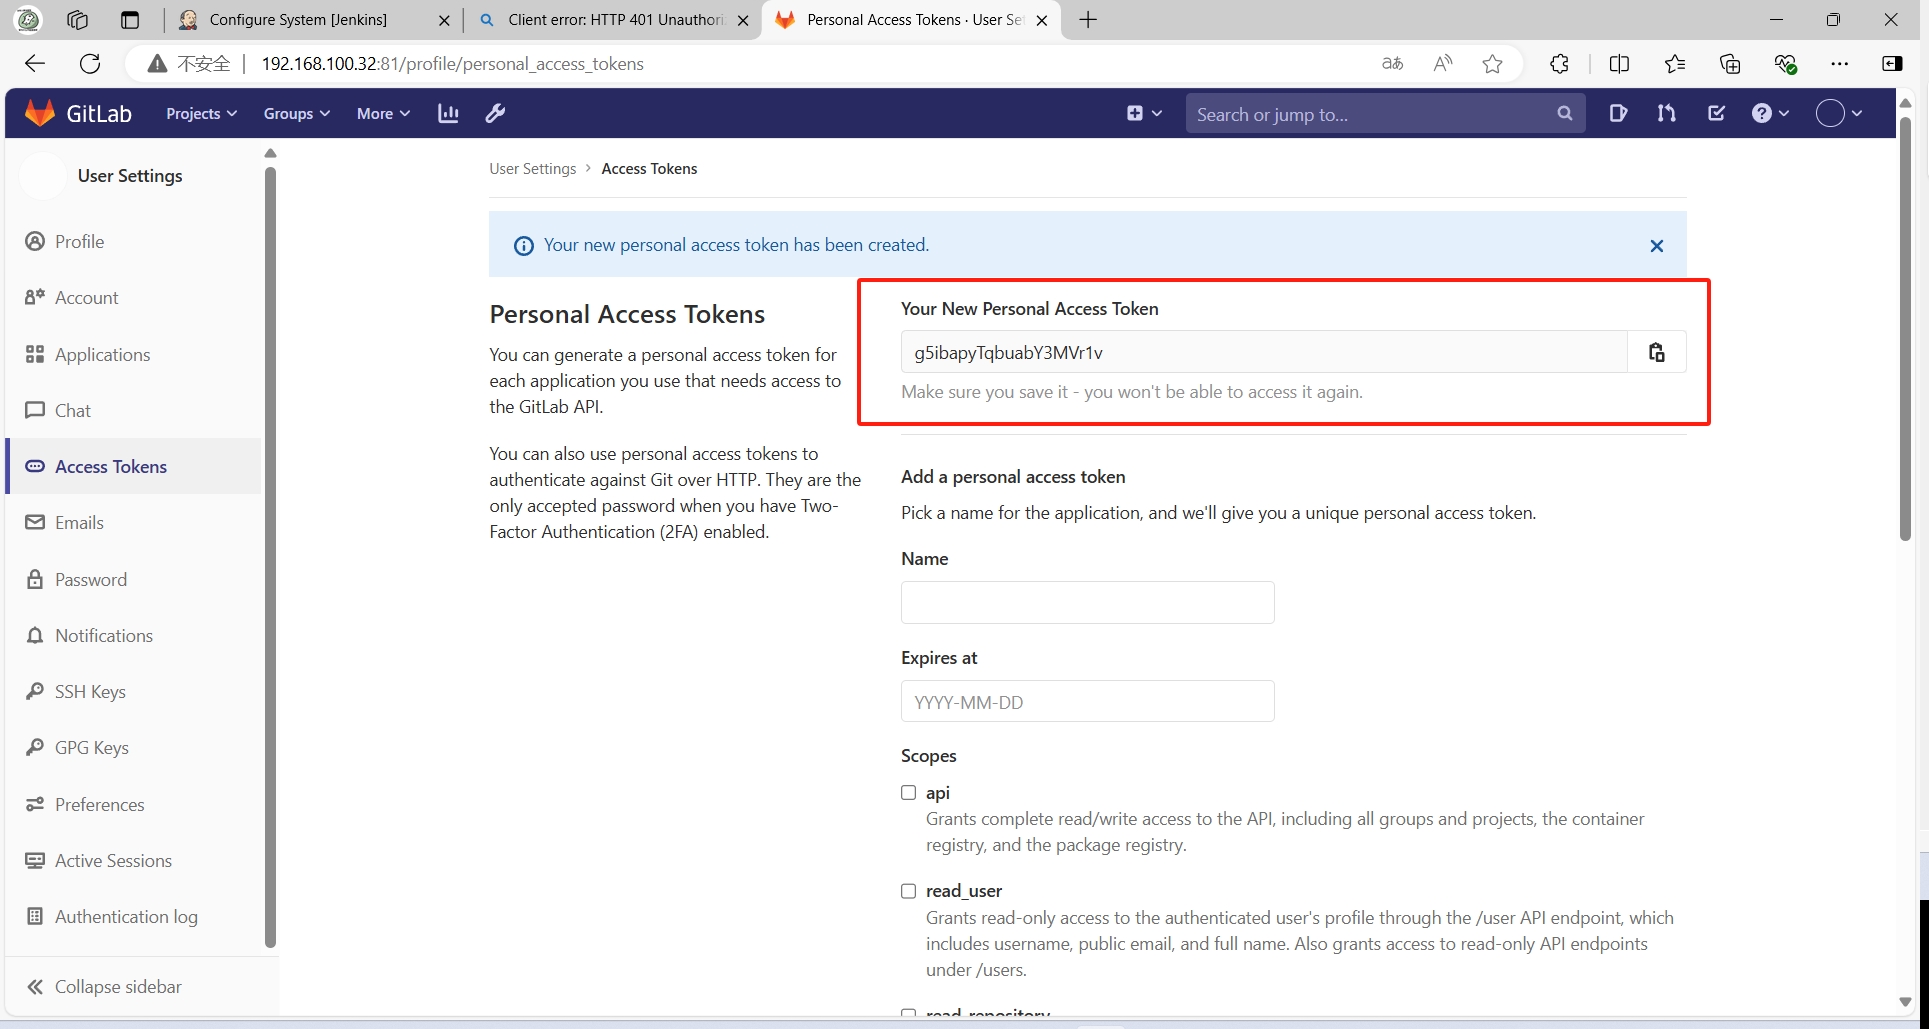 Configure System [Jenkins]
Client error: HTTP 401 Unauthori
Personal Access Tokens · User Se
不安全
192.168.100.32:81/profile/personal_access_tokens
aあ
GitLab
Projects
Groups
More
Search or jump to...
User Settings
Profile
Account
Applications
Chat
Access Tokens
Emails
Password
Notifications
SSH Keys
GPG Keys
Preferences
Active Sessions
Authentication log
Collapse sidebar
User Settings > Access Tokens
Your new personal access token has been created.
Personal Access Tokens
You can generate a personal access token for
each application you use that needs access to
the GitLab API.
You can also use personal access tokens to
authenticate against Git over HTTP. They are the
only accepted password when you have Two-
Factor Authentication (2FA) enabled.
Your New Personal Access Token
g5ibapyTqbuabY3MVr1v
Make sure you save it - you won't be able to access it again.
Add a personal access token
Pick a name for the application, and we'll give you a unique personal access token.
Name
Expires at
YYYY-MM-DD
Scopes
api
Grants complete read/write access to the API, including all groups and projects, the container
registry, and the package registry.
read_user
Grants read-only access to the authenticated user's profile through the /user API endpoint, which
includes username, public email, and full name. Also grants access to read-only API endpoints
under /users.
read_repository